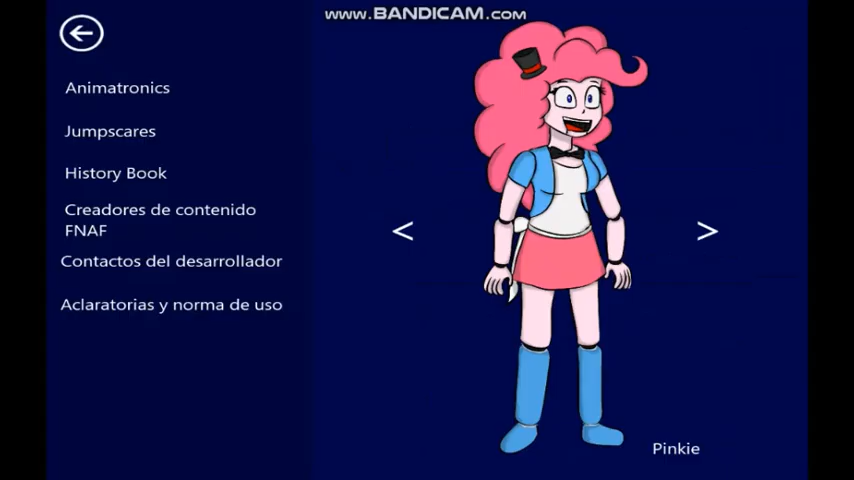 www.BANDICAM.com
Animatronics
Jumpscares
History Book
Creadores de contenido
FNAF
Contactos del desarrollador
Aclaratorias y norma de uso
<
>
Pinkie